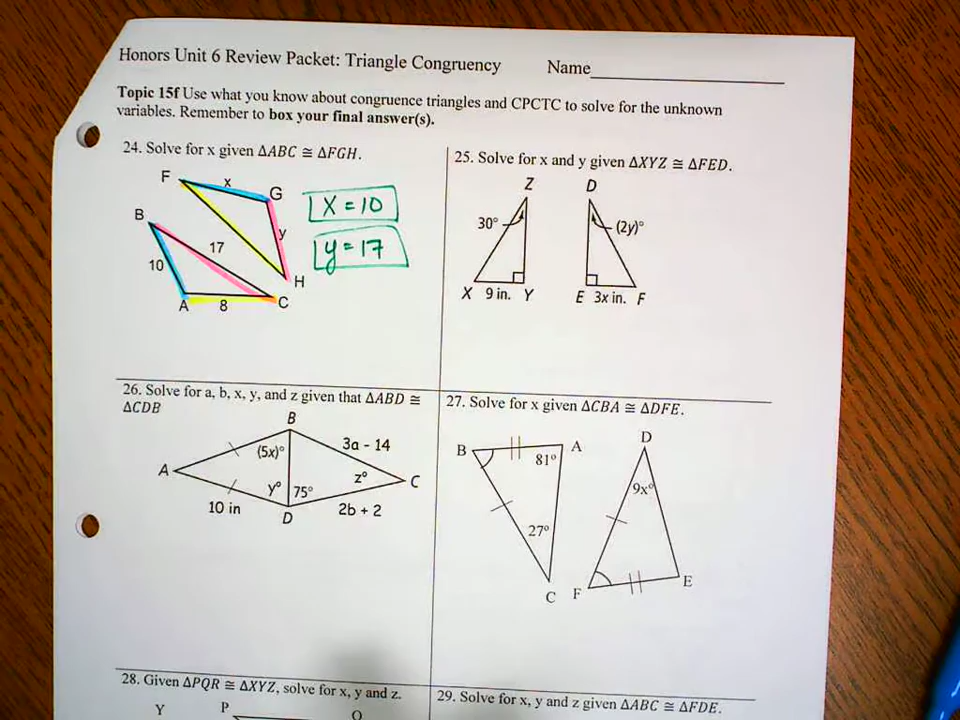 Honors Unit 6 Review Packet: Triangle Congruency Name
Topic 15f Use what you know about congruence triangles and CPCTC to solve for the unknown
variables. Remember to box your final answer(s).
24. Solve for x given ΔABC ≅ ΔFGH.
F
x
G
B
y
17
10
H
A
8
C
x = 10
y = 17
25. Solve for x and y given ΔXYZ ≅ ΔFED.
Z D
30° (2y)°
X 9 in. Y E 3x in. F
26. Solve for a, b, x, y, and z given that ΔABD ≅
ΔCDB
B
(5x)° 3a - 14
A z° C
y° 75°
10 in D 2b + 2
27. Solve for x given ΔCBA ≅ ΔDFE.
B A D
81°
9x°
27°
C F E
28. Given ΔPQR ≅ ΔXYZ, solve for x, y and z.
Y P Q
29. Solve for x, y and z given ΔABC ≅ ΔFDE.